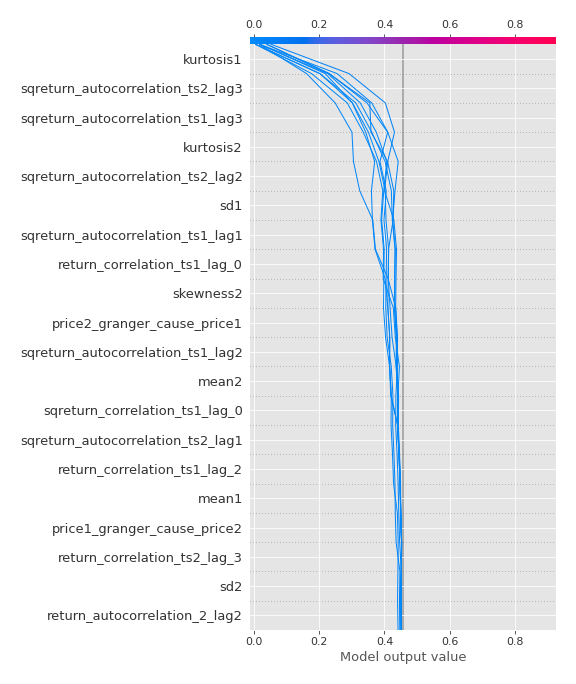 0.0 0.2 0.4 0.6 0.8
kurtosis1
sqreturn_autocorrelation_ts2_lag3
sqreturn_autocorrelation_ts1_lag3
kurtosis2
sqreturn_autocorrelation_ts2_lag2
sd1
sqreturn_autocorrelation_ts1_lag1
return_correlation_ts1_lag_0
skewness2
price2_granger_cause_price1
sqreturn_autocorrelation_ts1_lag2
mean2
sqreturn_correlation_ts1_lag_0
sqreturn_autocorrelation_ts2_lag1
return_correlation_ts1_lag_2
mean1
price1_granger_cause_price2
return_correlation_ts2_lag_3
sd2
return_autocorrelation_2_lag2
0.0 0.2 0.4 0.6 0.8
Model output value